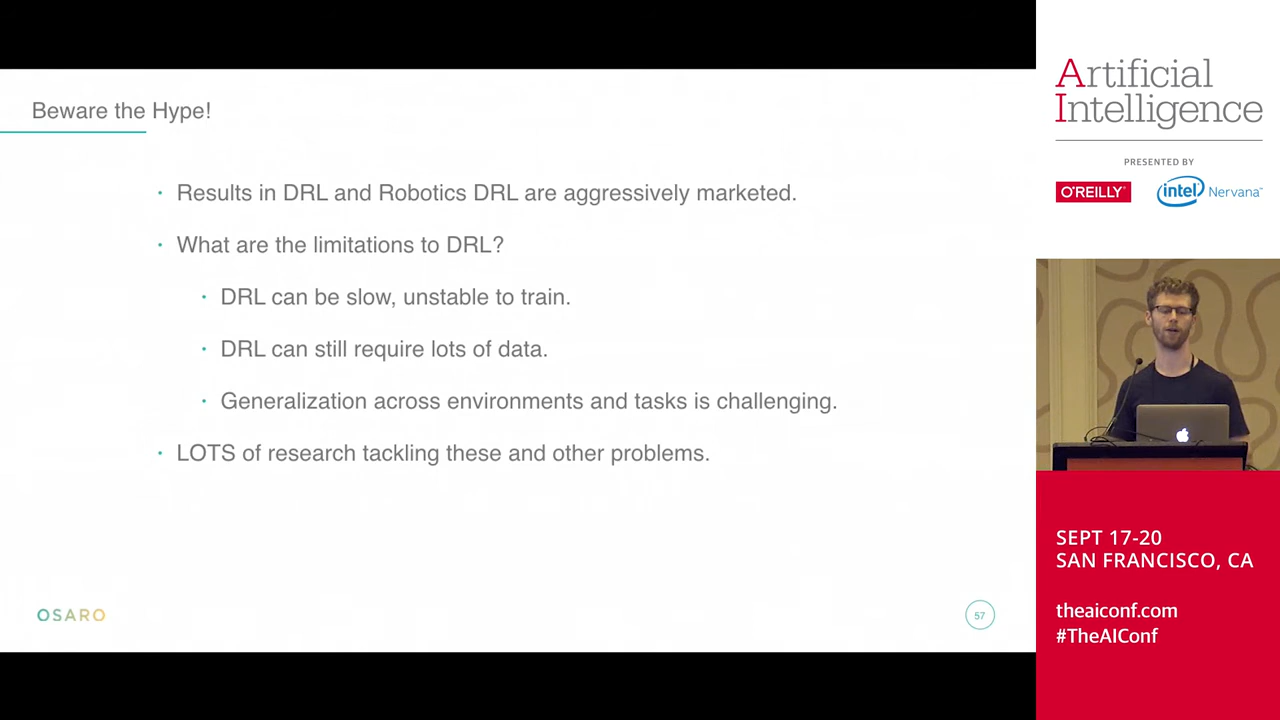 Beware the Hype!
· Results in DRL and Robotics DRL are aggressively marketed.
· What are the limitations to DRL?
· DRL can be slow, unstable to train.
· DRL can still require lots of data.
· Generalization across environments and tasks is challenging.
· LOTS of research tackling these and other problems.
OSARO
57
Artificial
Intelligence
PRESENTED BY
O'REILLY®
intel Nervana™
SEPT 17-20
SAN FRANCISCO, CA
theaiconf.com
#TheAIConf